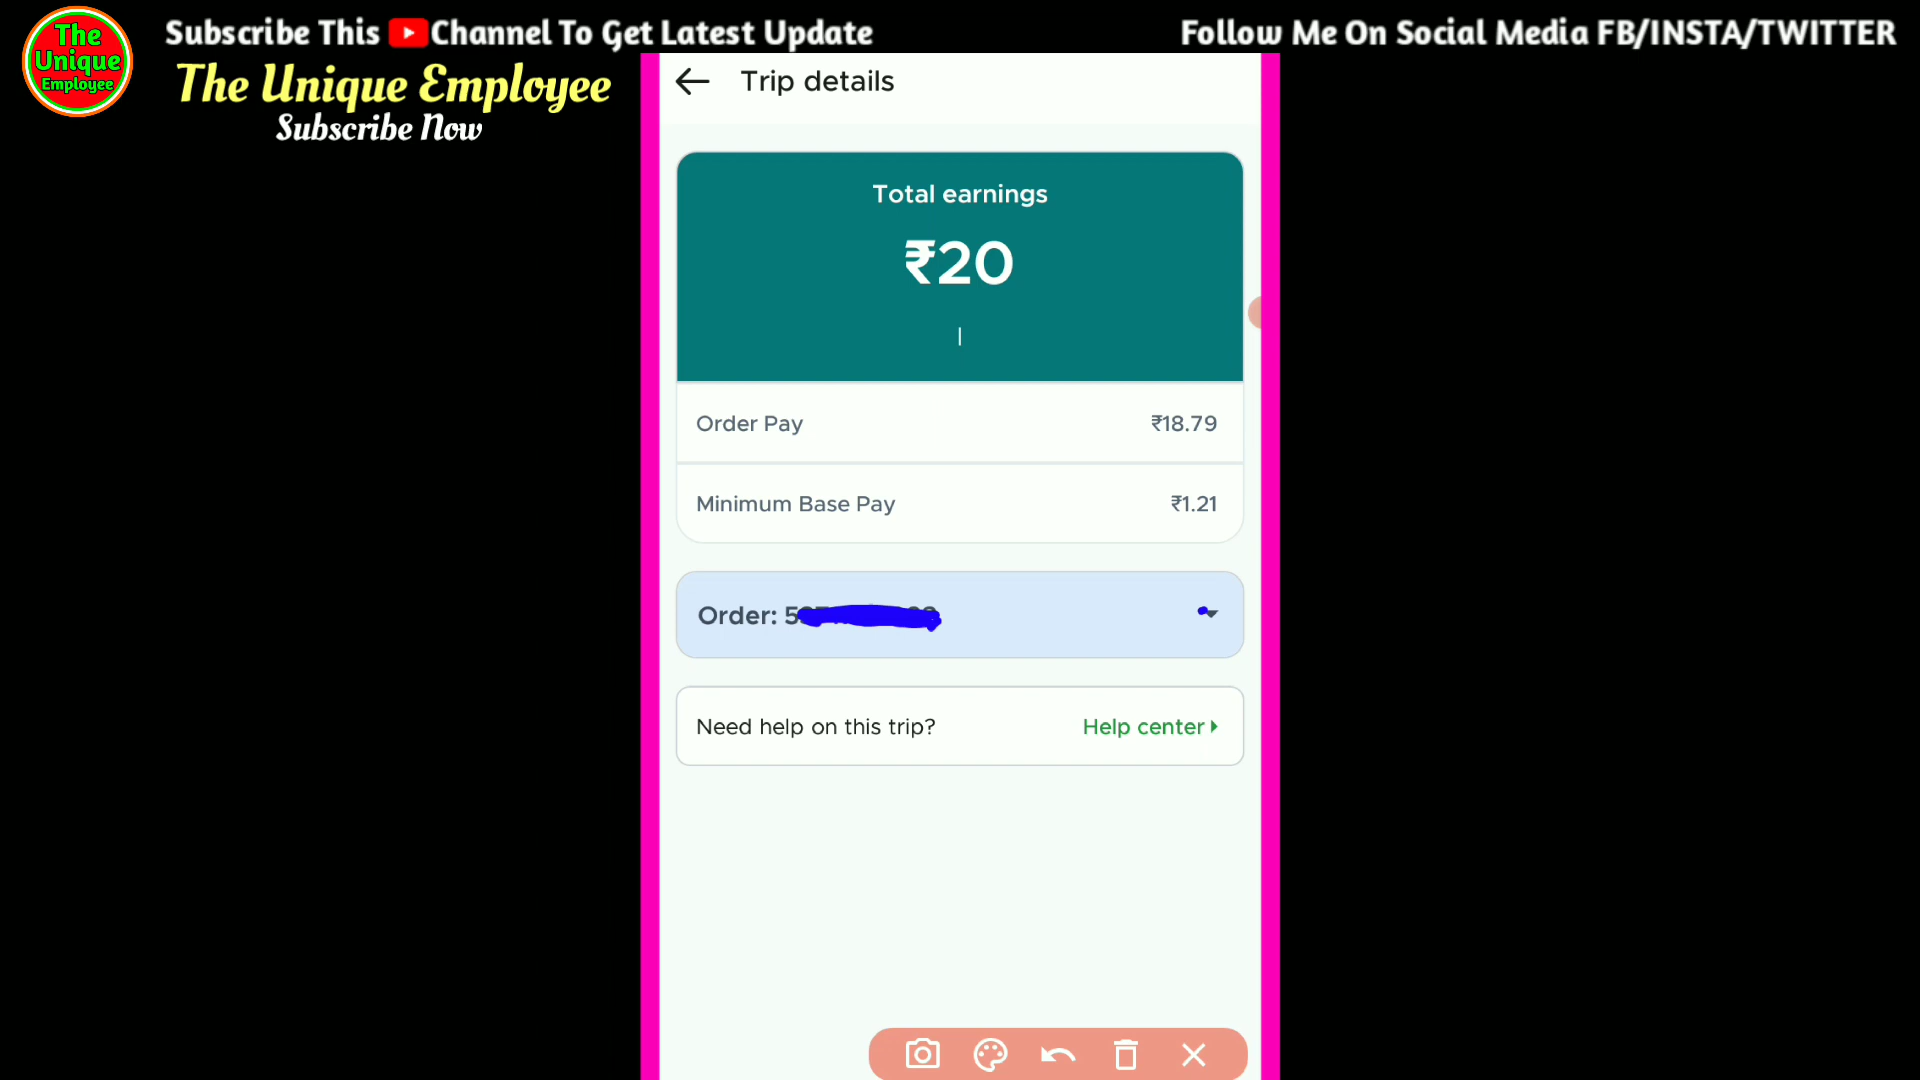 Subscribe This Channel To Get Latest Update
Follow Me On Social Media FB/INSTA/TWITTER
The Unique Employee
The Unique Employee
Subscribe Now
Trip details
Total earnings
₹20
Order Pay ₹18.79
Minimum Base Pay ₹1.21
Order: 5
Need help on this trip? Help center